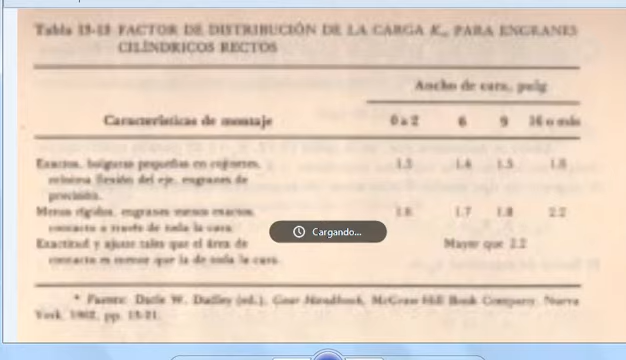 Tabla 13-13 FACTOR DE DISTRIBUCIÓN DE LA CARGA Km PARA ENGRANES
CILÍNDRICOS RECTOS
Ancho de cara, pulg
Características de montaje 0 a 2 6 9 16 o más
Exactos, holguras pequeñas en cojinetes, 1.3 1.4 1.5 1.8
mínima flexión del eje, engranes de
precisión.
Menos rígidos, engranes menos exactos, 1.6 1.7 1.8 2.2
contacto a través de toda la cara.
Cargando...
Exactitud y ajuste tales que el área de Mayor que 2.2
contacto es menor que la de toda la cara.
* Fuente: Darle W. Dudley (ed.), Gear Handbook, McGraw Hill Book Company, Nueva
York, 1962, pp.